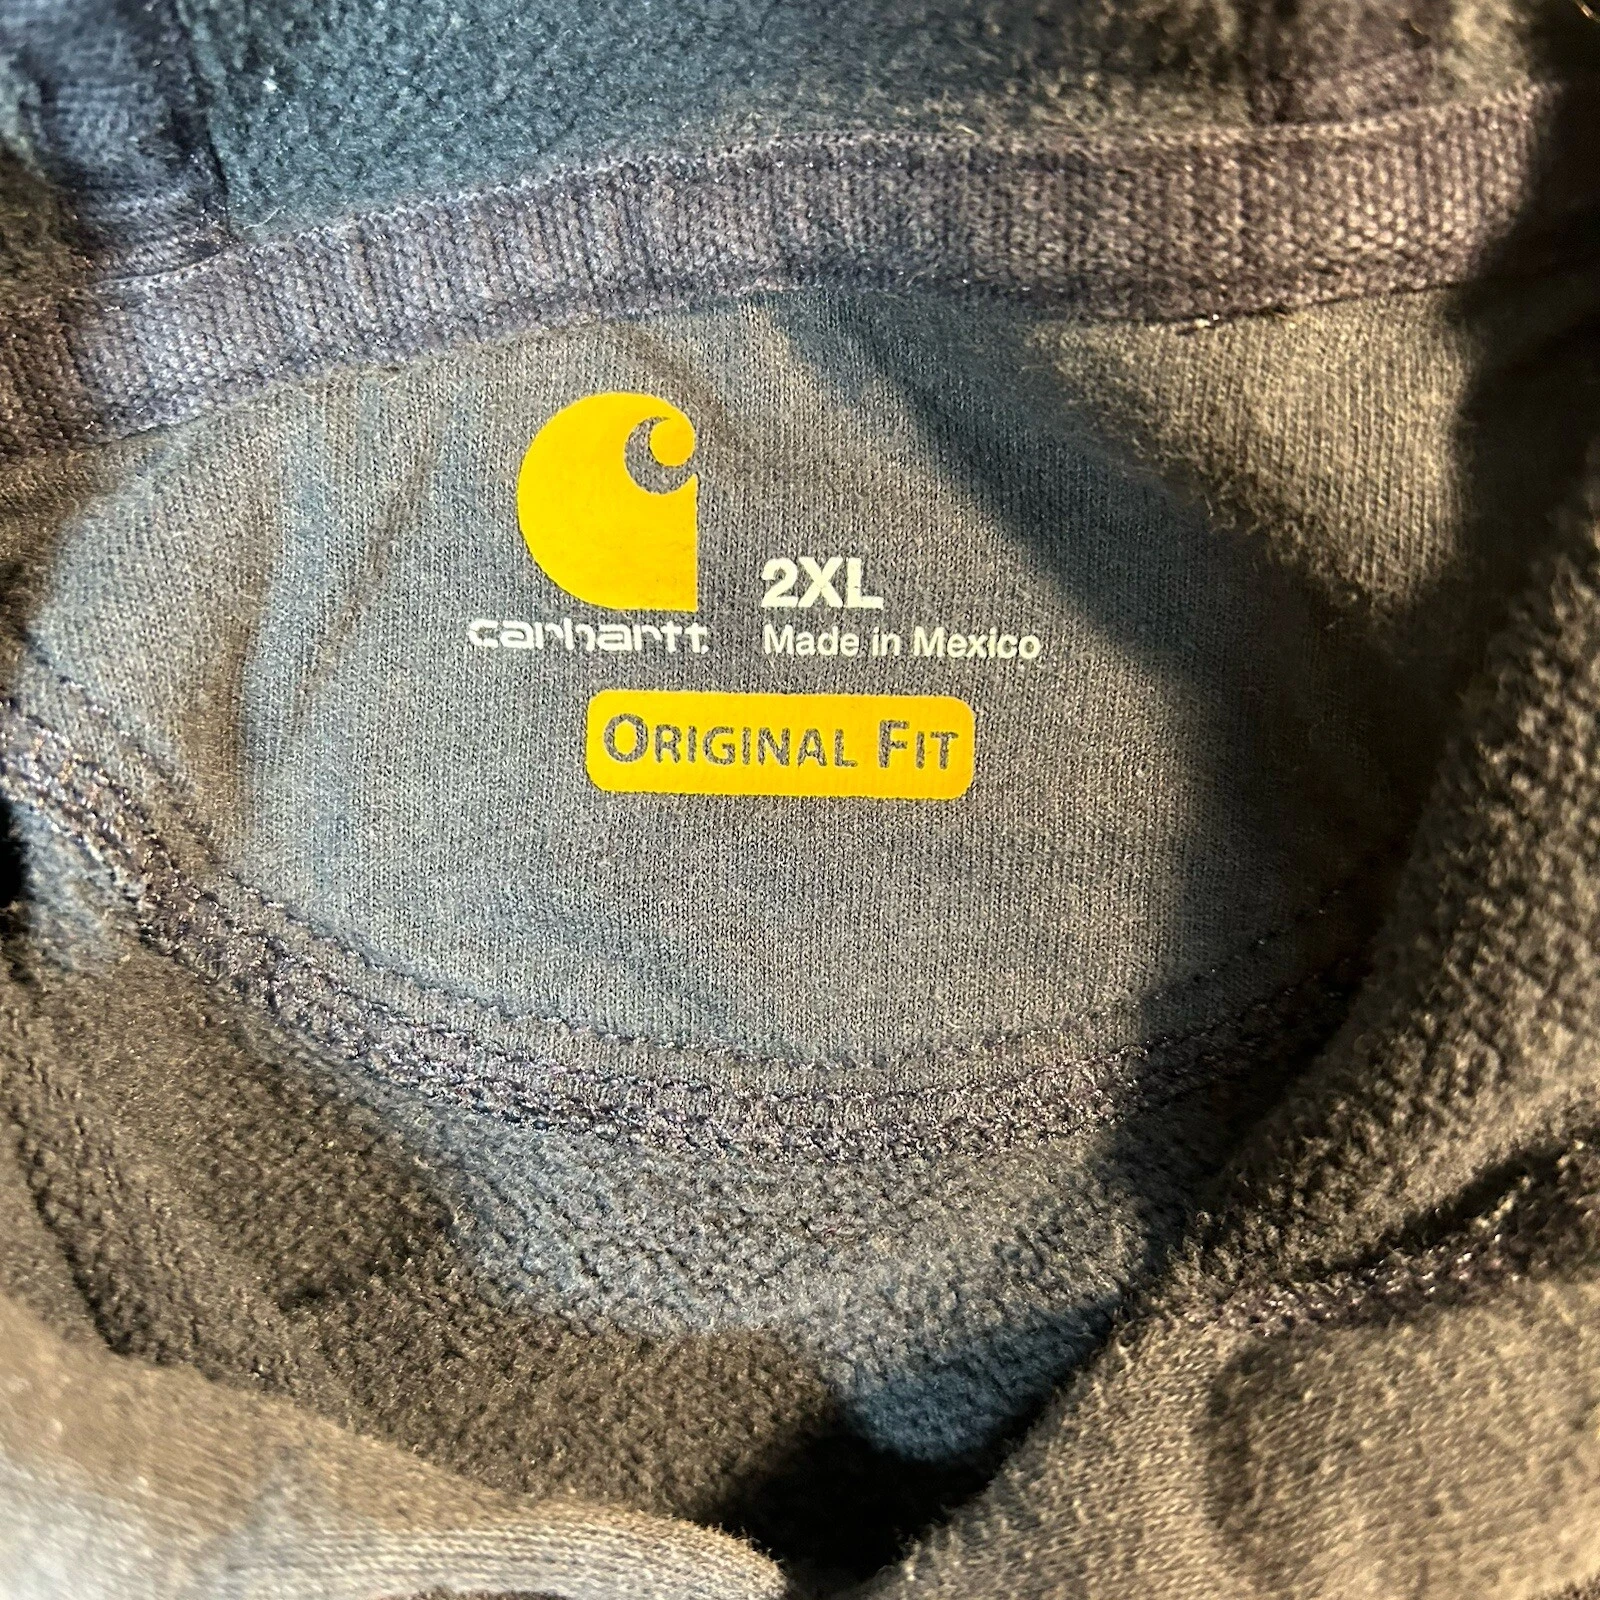 carhartt.
2XL
Made in Mexico
ORIGINAL FIT